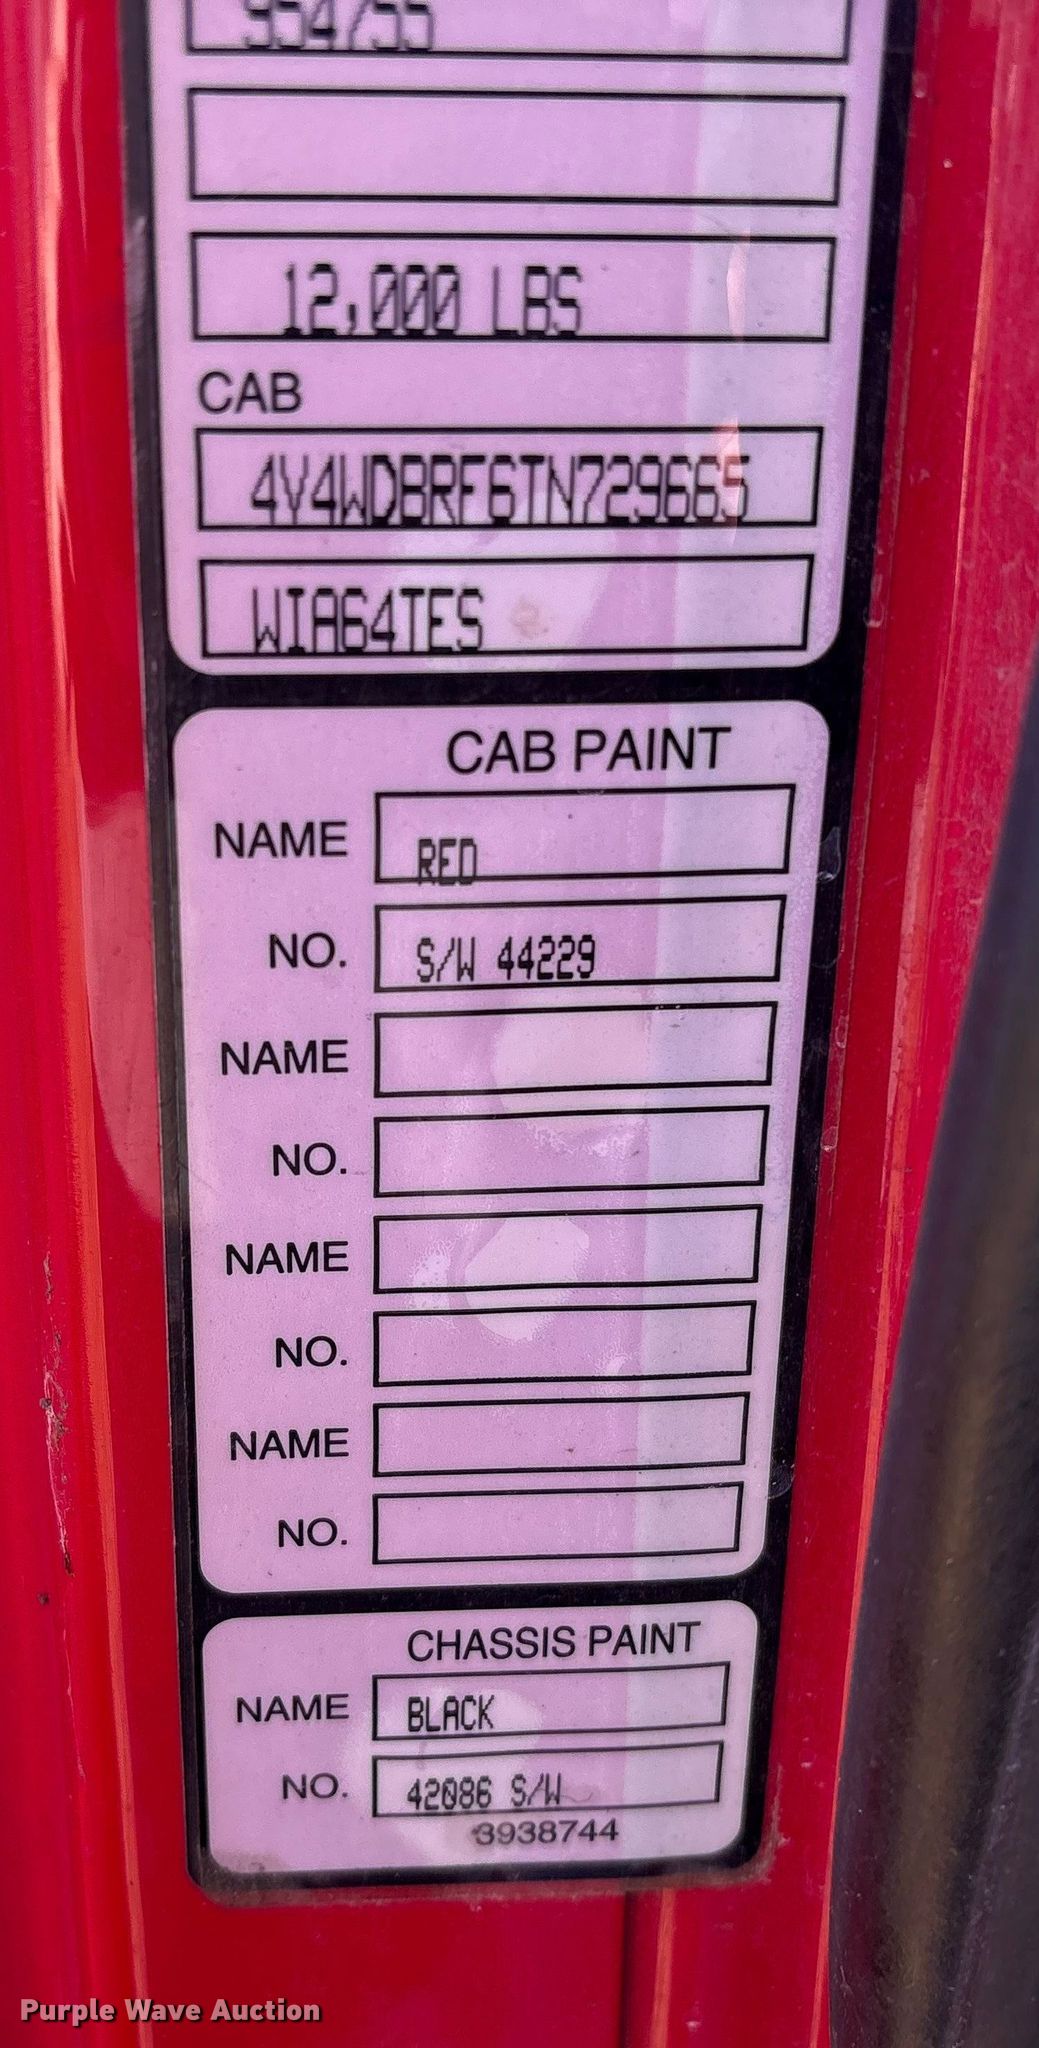 954755
12,000 LBS
CAB
4V4WDBRF6TN729665
WIA64TES
CAB PAINT
NAME RED
NO. S/W 44229
NAME
NO.
NAME
NO.
NAME
NO.
CHASSIS PAINT
NAME BLACK
NO. 42086 S/W
3938744
Purple Wave Auction